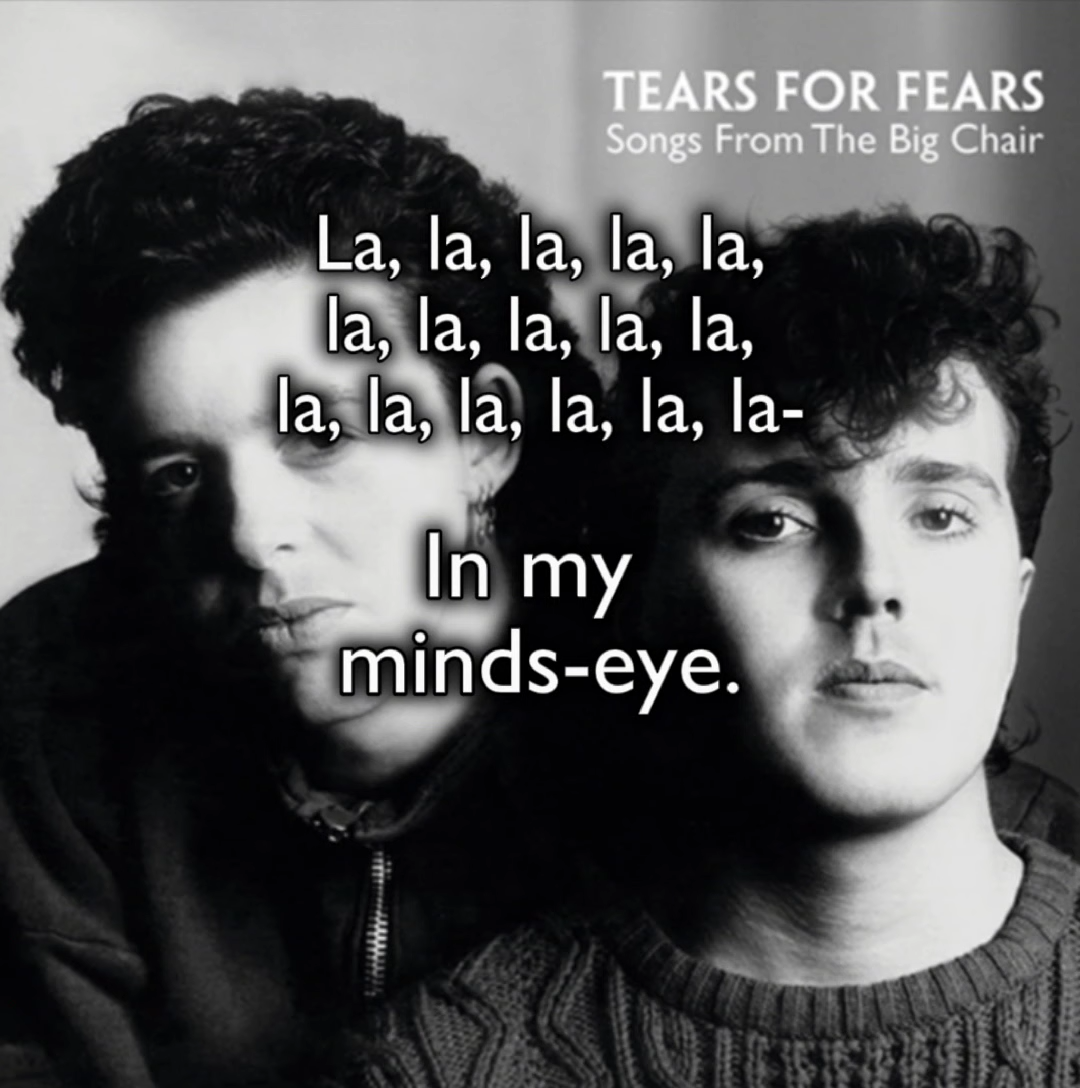 TEARS FOR FEARS
Songs From The Big Chair
La, la, la, la, la,
la, la, la, la, la,
la, la, la, la, la, la-
In my
minds-eye.